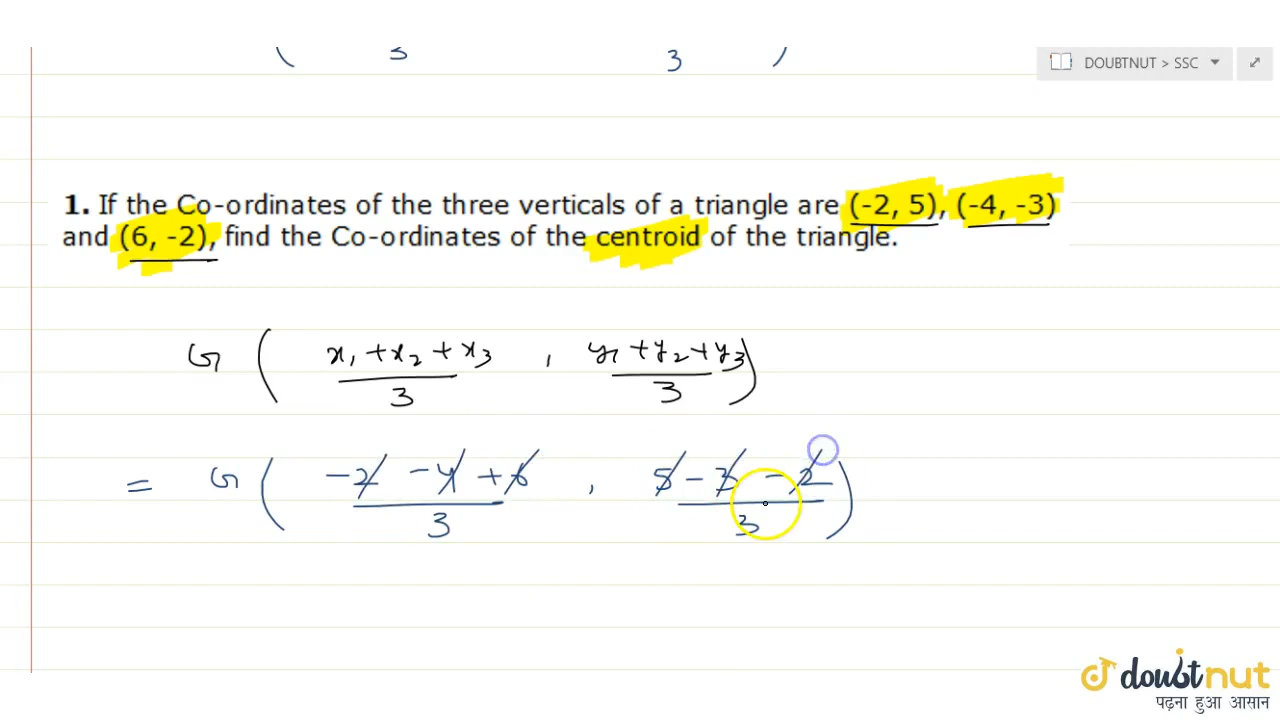 ( 3 3 )
DOUBTNUT > SSC
1. If the Co-ordinates of the three verticals of a triangle are (-2, 5), (-4, -3)
and (6, -2), find the Co-ordinates of the centroid of the triangle.
G ( x₁ + x₂ + x₃ / 3 , y₁ + y₂ + y₃ / 3 )
= G ( -2 -4 + 6 / 3 , 5 - 3 - 2 / 3 )
doubtnut
पढ़ना हुआ आसान